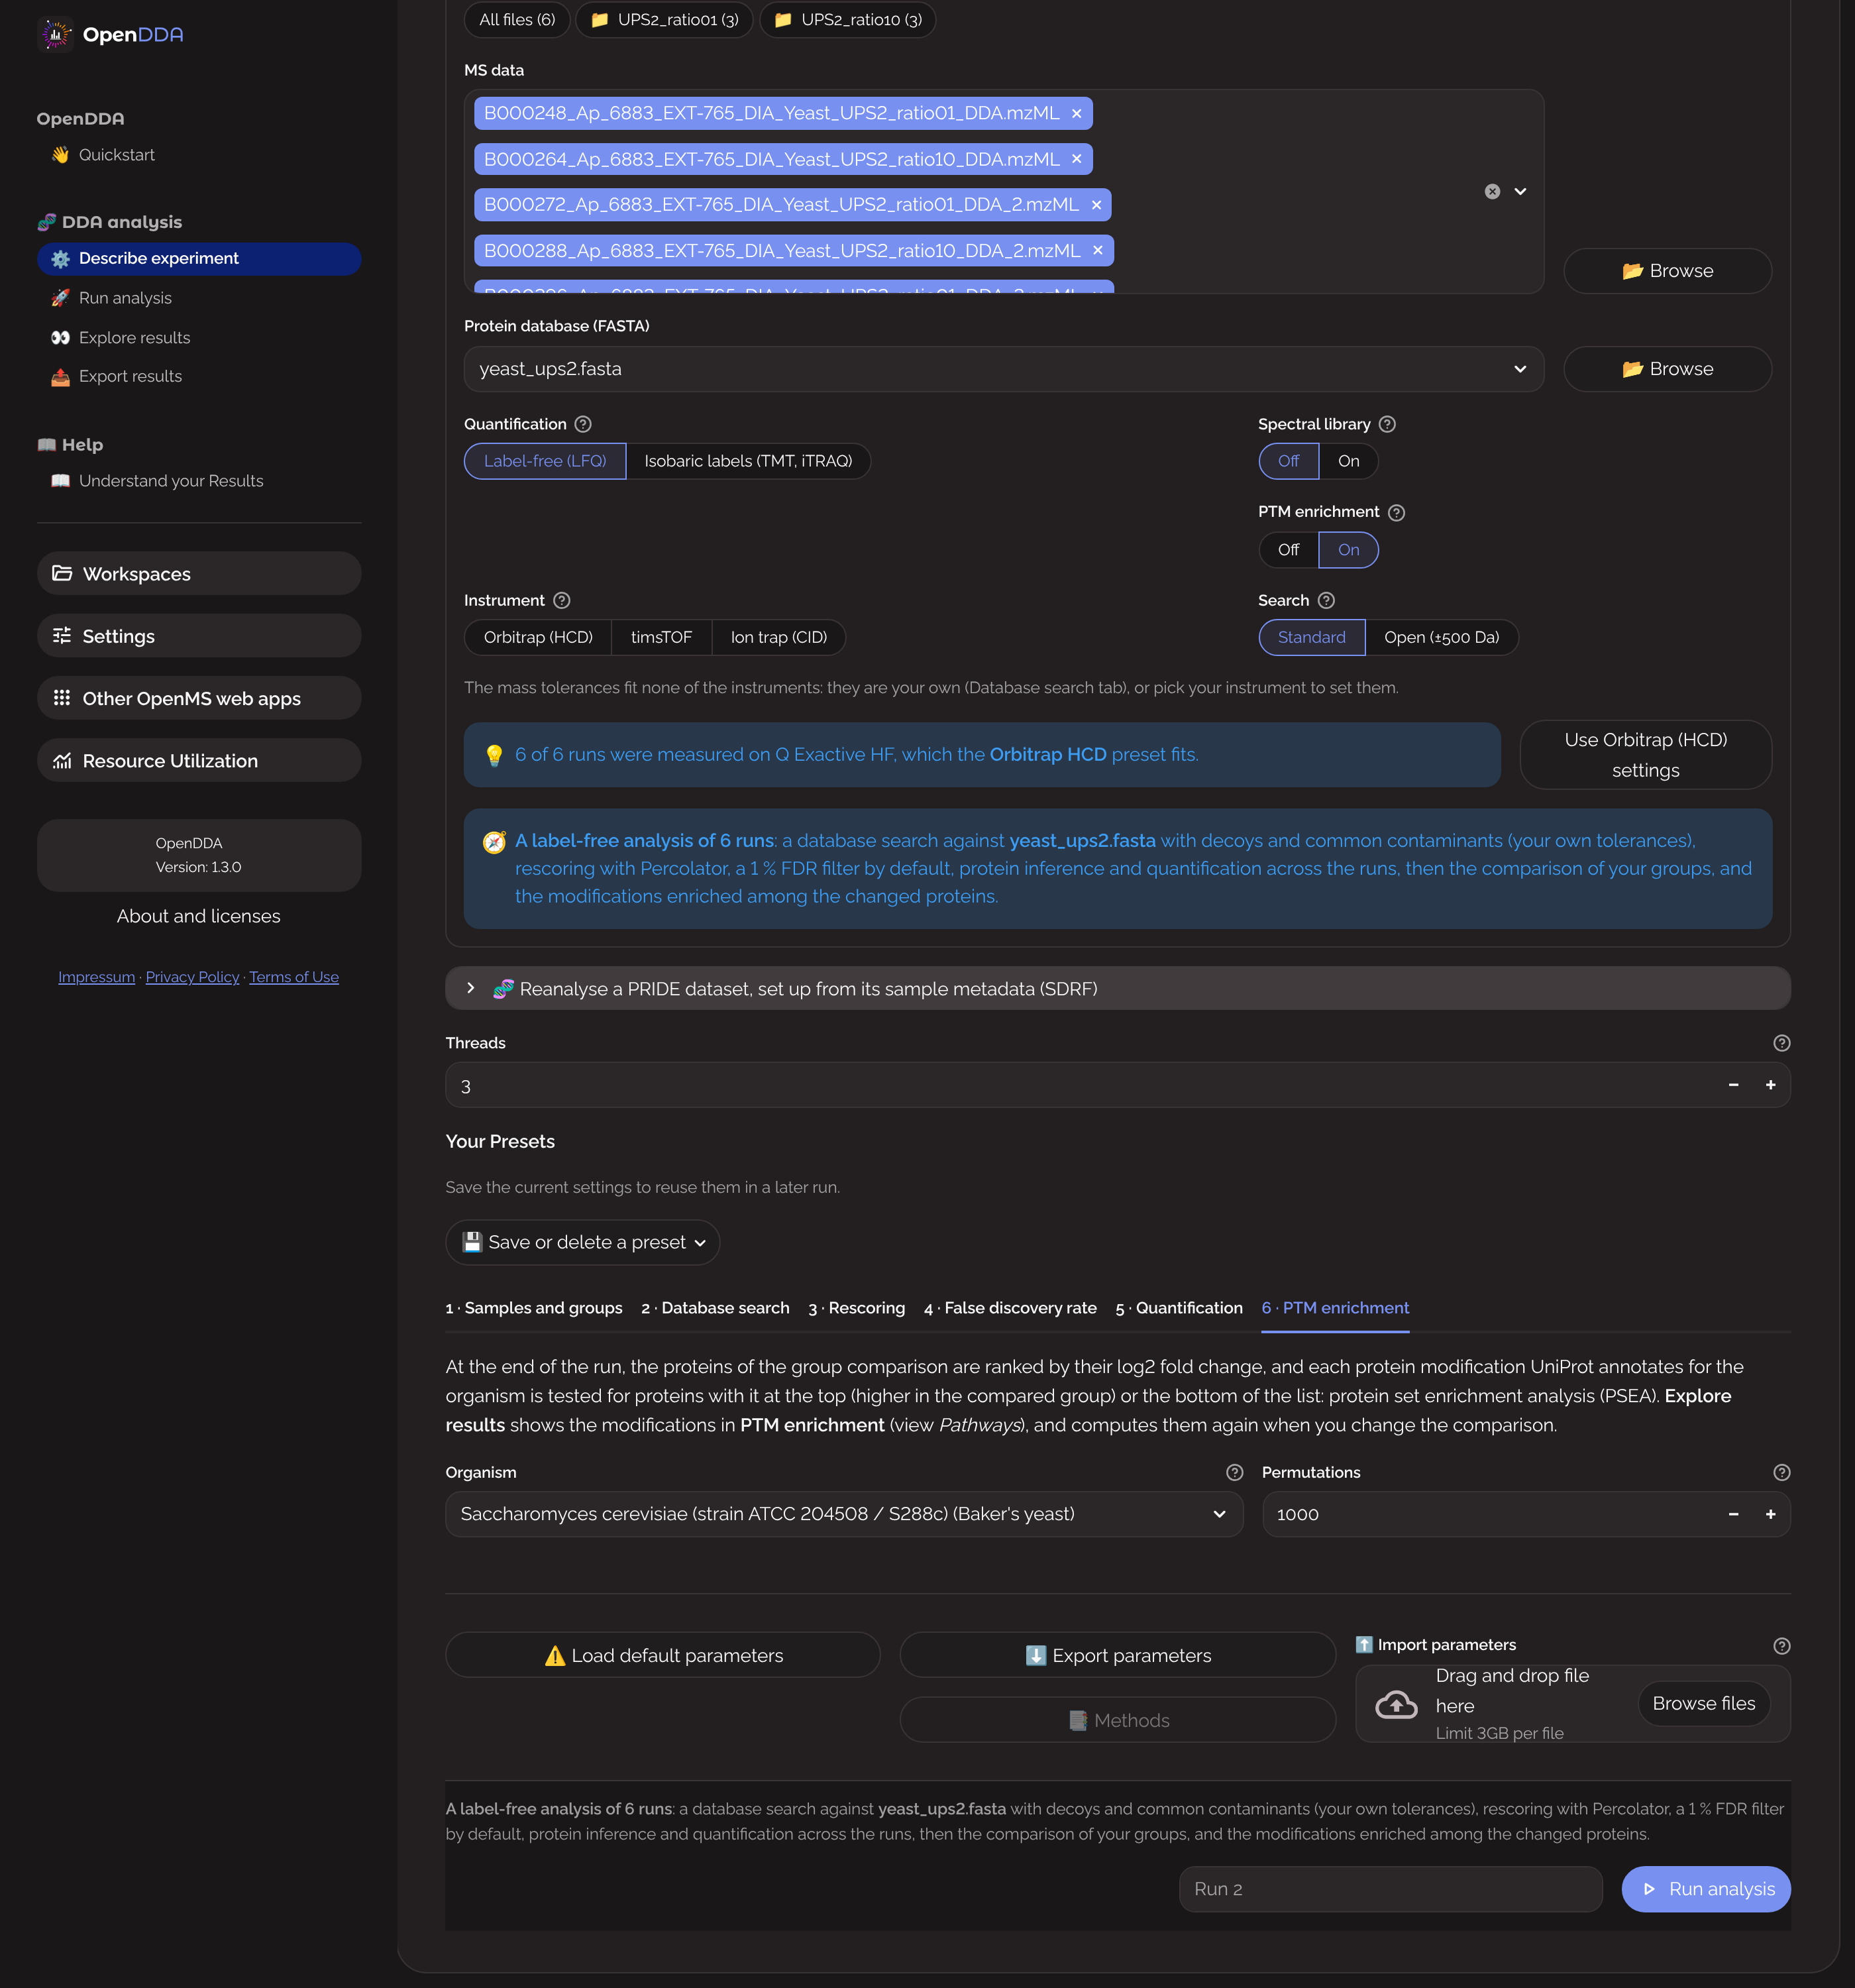 OpenDDA
OpenDDA
Quickstart
DDA analysis
Describe experiment
Run analysis
Explore results
Export results
Help
Understand your Results
Workspaces
Settings
Other OpenMS web apps
Resource Utilization
OpenDDA
Version: 1.3.0
About and licenses
Impressum · Privacy Policy · Terms of Use
All files (6) UPS2_ratio01 (3) UPS2_ratio10 (3)
MS data
B000248_Ap_6883_EXT-765_DIA_Yeast_UPS2_ratio01_DDA.mzML
B000264_Ap_6883_EXT-765_DIA_Yeast_UPS2_ratio10_DDA.mzML
B000272_Ap_6883_EXT-765_DIA_Yeast_UPS2_ratio01_DDA_2.mzML
B000288_Ap_6883_EXT-765_DIA_Yeast_UPS2_ratio10_DDA_2.mzML
Browse
Protein database (FASTA)
yeast_ups2.fasta
Browse
Quantification
Label-free (LFQ) Isobaric labels (TMT, iTRAQ)
Spectral library
Off On
PTM enrichment
Off On
Instrument
Orbitrap (HCD) timsTOF Ion trap (CID)
Search
Standard Open (±500 Da)
The mass tolerances fit none of the instruments: they are your own (Database search tab), or pick your instrument to set them.
6 of 6 runs were measured on Q Exactive HF, which the Orbitrap HCD preset fits.
Use Orbitrap (HCD)
settings
A label-free analysis of 6 runs: a database search against yeast_ups2.fasta with decoys and common contaminants (your own tolerances),
rescoring with Percolator, a 1 % FDR filter by default, protein inference and quantification across the runs, then the comparison of your groups, and
the modifications enriched among the changed proteins.
Reanalyse a PRIDE dataset, set up from its sample metadata (SDRF)
Threads
3
Your Presets
Save the current settings to reuse them in a later run.
Save or delete a preset
1 · Samples and groups 2 · Database search 3 · Rescoring 4 · False discovery rate 5 · Quantification 6 · PTM enrichment
At the end of the run, the proteins of the group comparison are ranked by their log2 fold change, and each protein modification UniProt annotates for the
organism is tested for proteins with it at the top (higher in the compared group) or the bottom of the list: protein set enrichment analysis (PSEA). Explore
results shows the modifications in PTM enrichment (view Pathways), and computes them again when you change the comparison.
Organism
Saccharomyces cerevisiae (strain ATCC 204508 / S288c) (Baker's yeast)
Permutations
1000
Load default parameters
Export parameters
Methods
Import parameters
Drag and drop file
here
Limit 3GB per file
Browse files
A label-free analysis of 6 runs: a database search against yeast_ups2.fasta with decoys and common contaminants (your own tolerances), rescoring with Percolator, a 1 % FDR filter
by default, protein inference and quantification across the runs, then the comparison of your groups, and the modifications enriched among the changed proteins.
Run 2
Run analysis